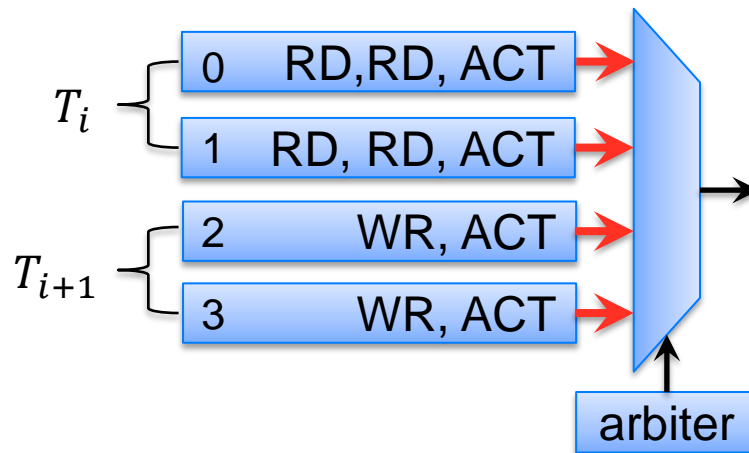 0 RD,RD, ACT
T_i
1 RD, RD, ACT
2 WR, ACT
T_{i+1}
3 WR, ACT
arbiter